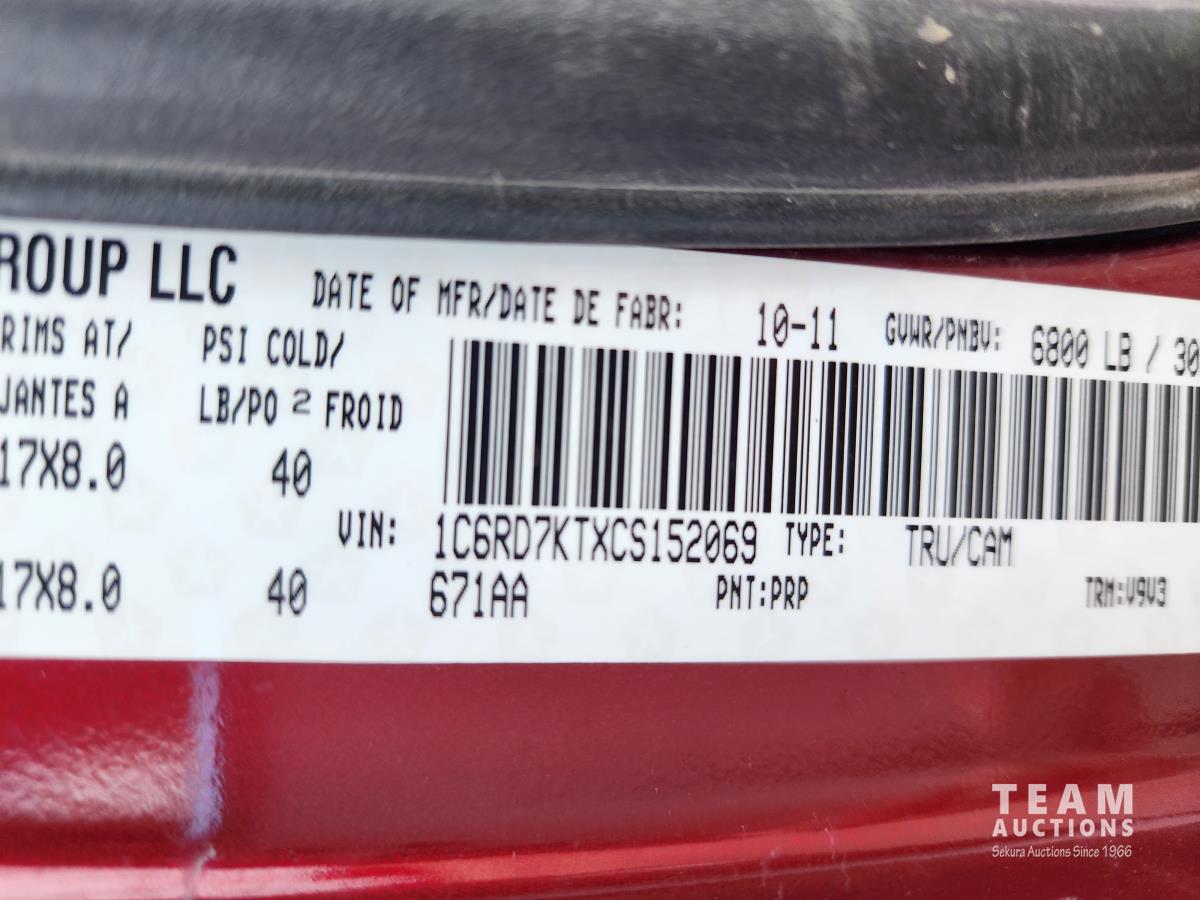 ROUP LLC
DATE OF MFR/DATE DE FABR: 10-11 GVWR/PNBV: 6800 LB / 30
RIMS AT/ PSI COLD/
JANTES A LB/PO 2 FROID
17X8.0 40
VIN: 1C6RD7KTXCS152069 TYPE: TRU/CAM
17X8.0 40 671AA PNT:PRP TRM:V9V3
TEAM
AUCTIONS
Sekura Auctions Since 1966